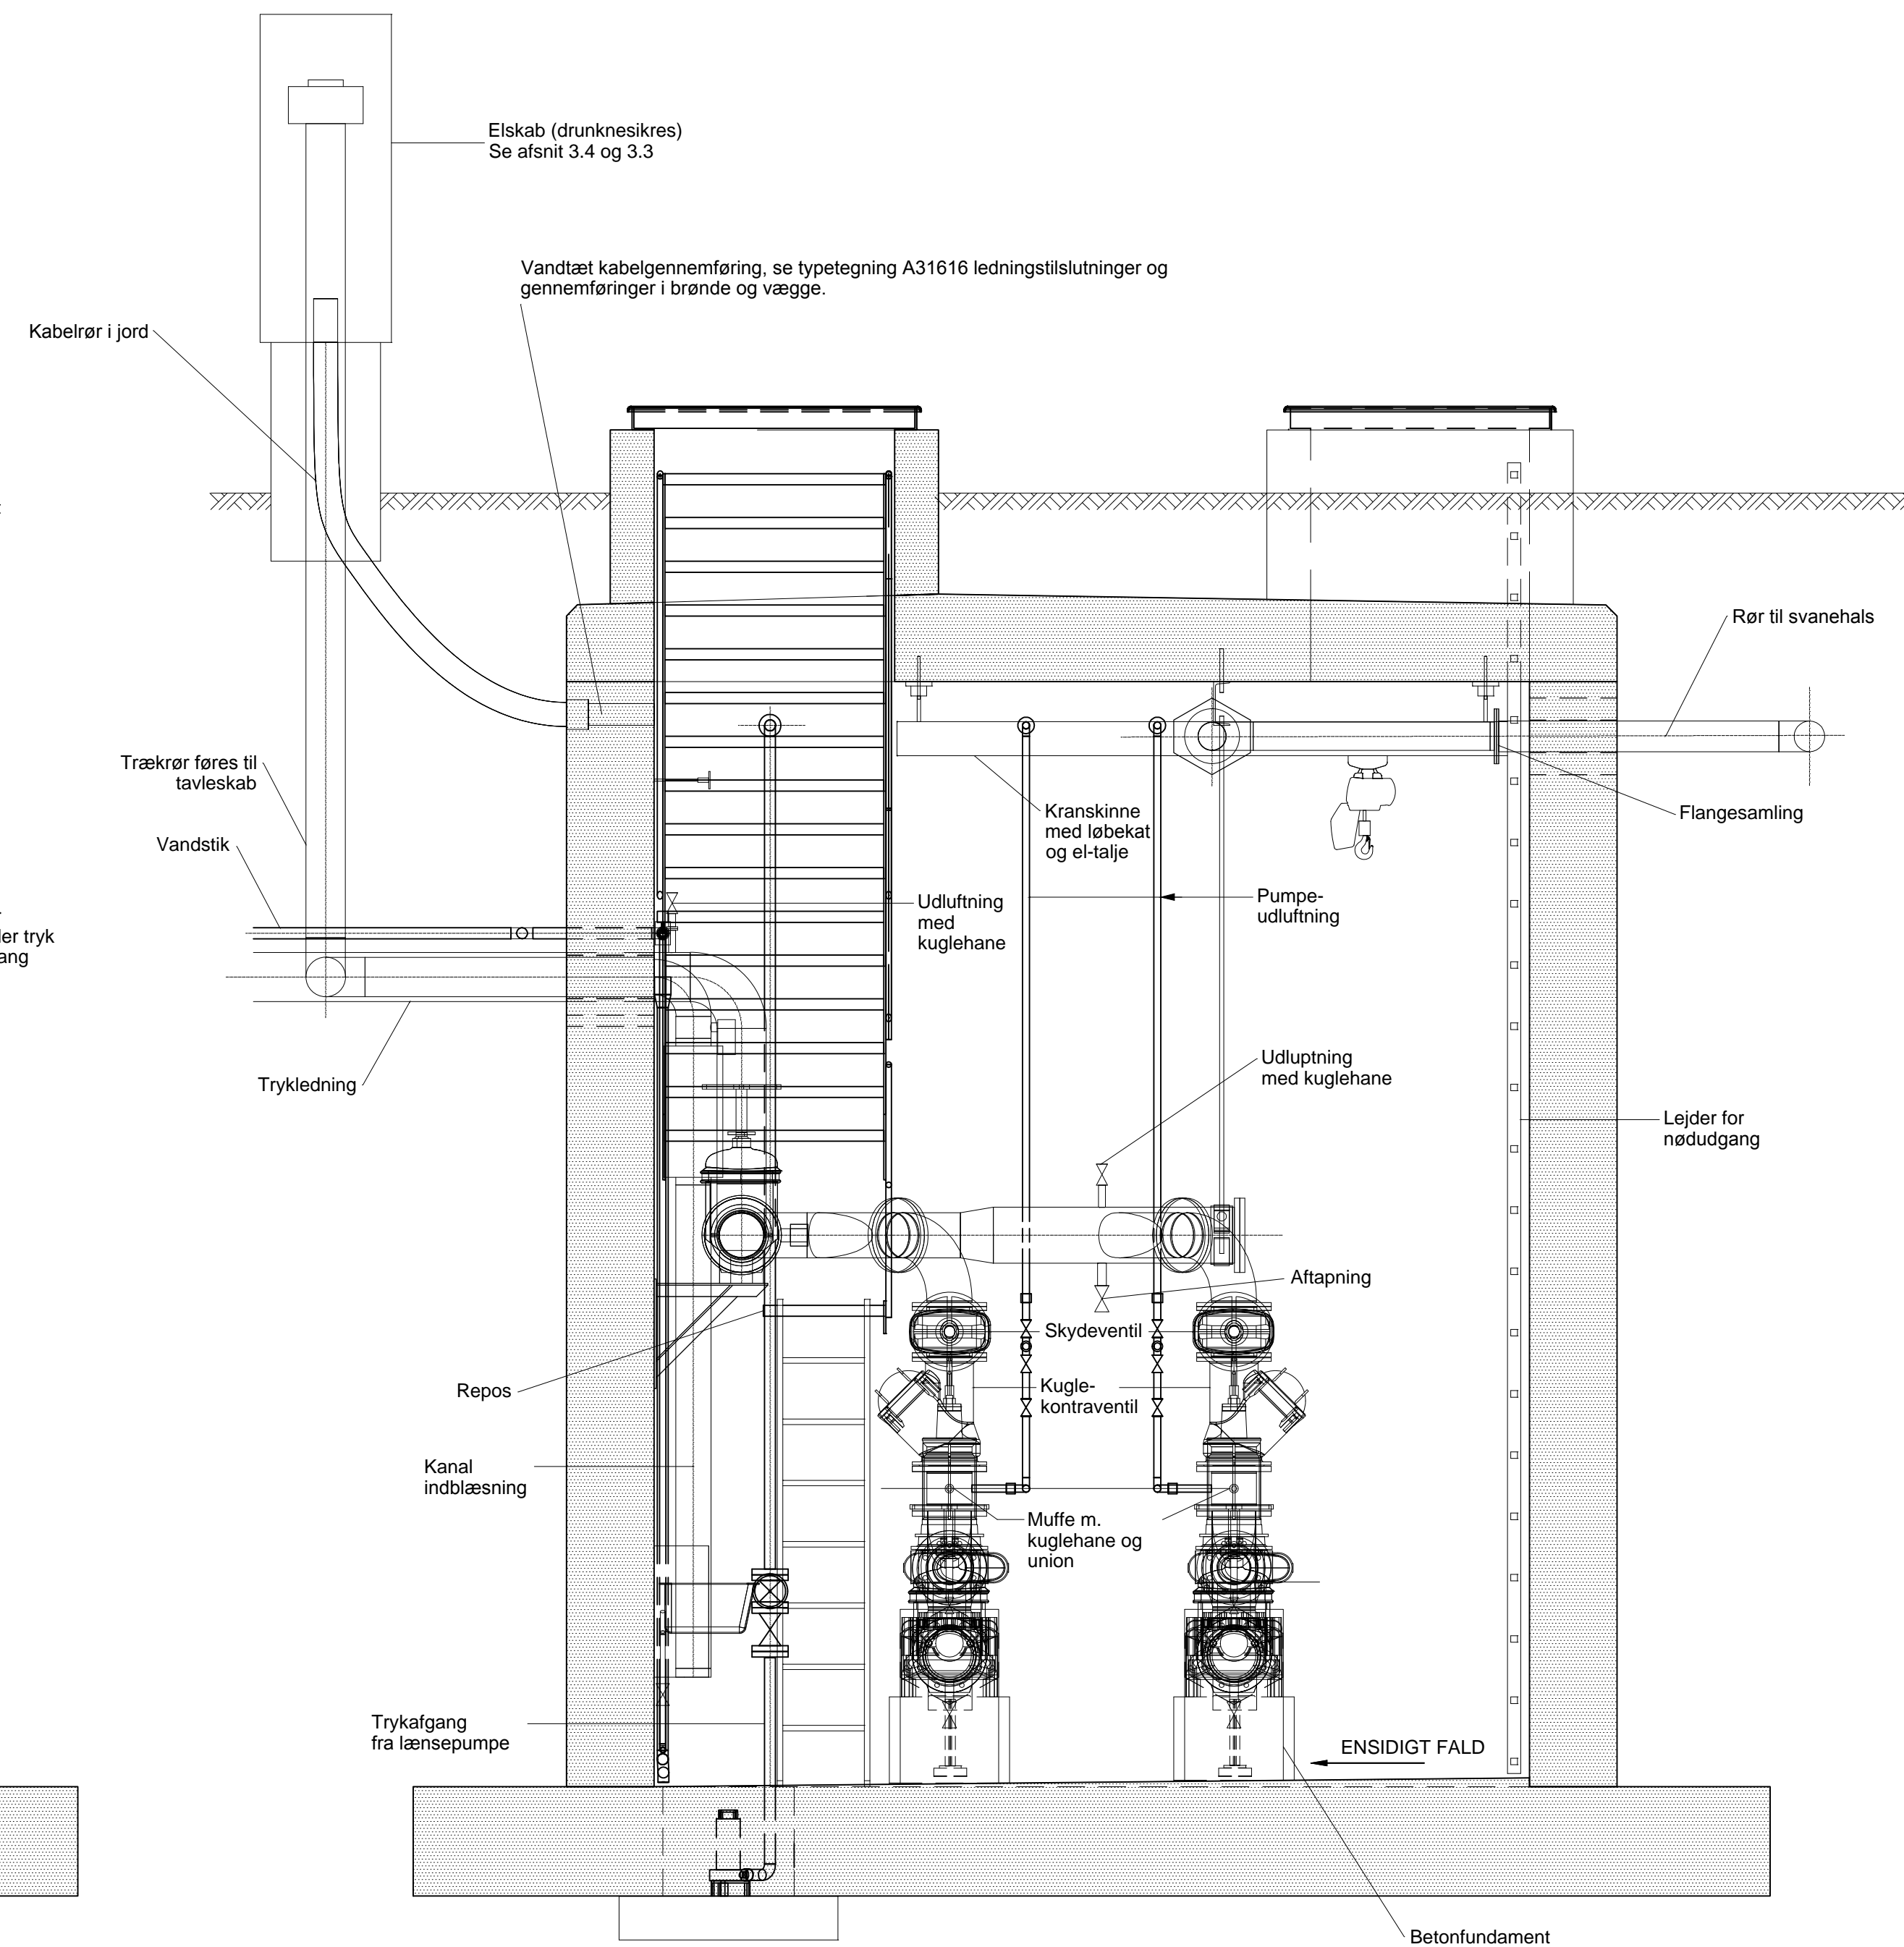 Elskab (drunknesikres)
Se afsnit 3.4 og 3.3
Vandtæt kabelgennemføring, se typetegning A31616 ledningstilslutninger og
gennemføringer i brønde og vægge.
Kabelrør i jord
Rør til svanehals
Trækrør føres til
tavleskab
Vandstik
Kranskinne
med løbekat
og el-talje
Flangesamling
Udluftning
med
kuglehane
Pumpe-
udluftning
ler tryk
ang
Trykledning
Udluptning
med kuglehane
Lejder for
nødudgang
Aftapning
Skydeventil
Repos
Kugle-
kontraventil
Kanal
indblæsning
Muffe m.
kuglehane og
union
Trykafgang
fra lænsepumpe
ENSIDIGT FALD
Betonfundament